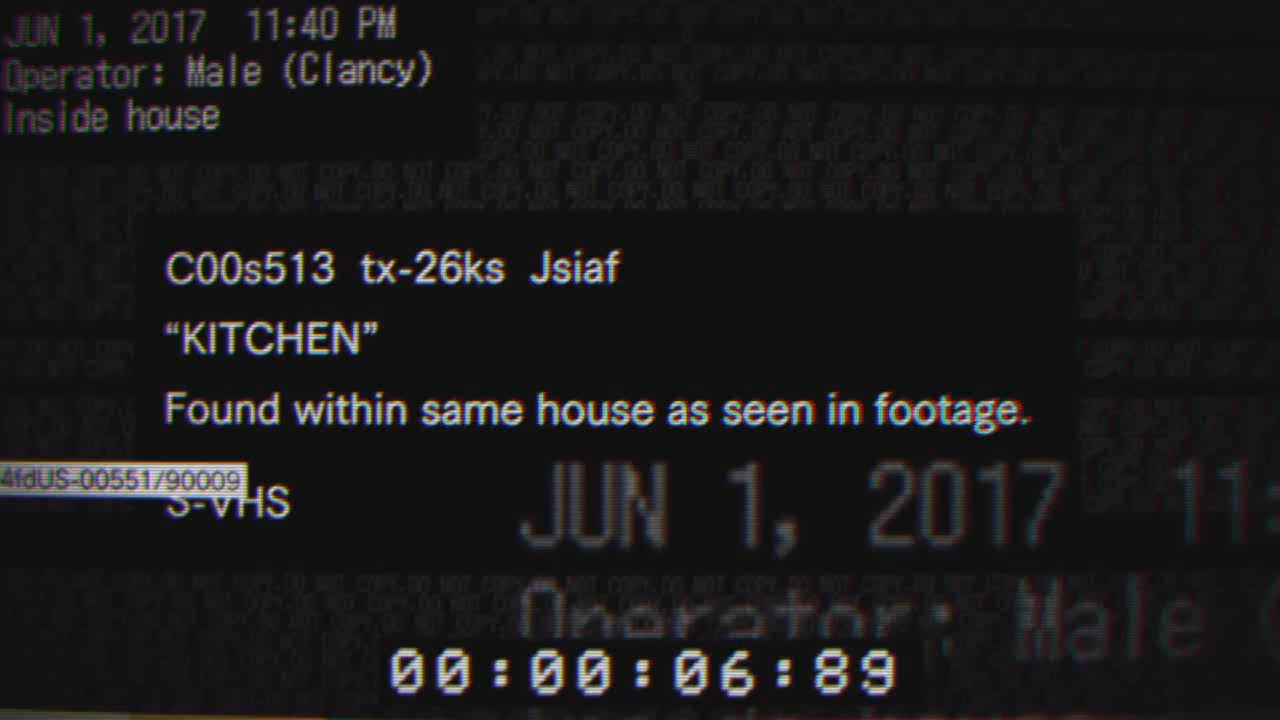 JUN 1, 2017  11:40 PM
Operator: Male (Clancy)
Inside house
C00s513  tx-26ks  Jsiaf
“KITCHEN”
Found within same house as seen in footage.
4fdUS-00551/90009
S-VHS
JUN 1, 2017  11:
Operator: Male (
00:00:06:89